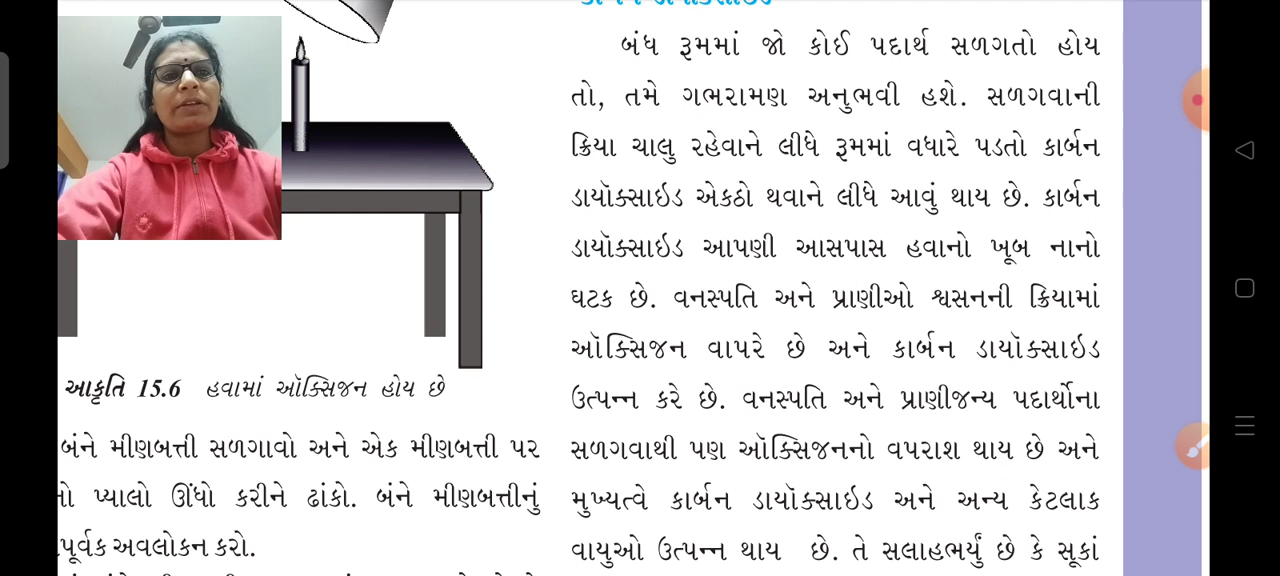 આકૃતિ 15.6 હવામાં ઑક્સિજન હોય છે
બંને મીણબત્તી સળગાવો અને એક મીણબત્તી પર
પ્યાલો ઊંધો કરીને ઢાંકો. બંને મીણબત્તીનું
પૂર્વક અવલોકન કરો.
બંધ રૂમમાં જો કોઈ પદાર્થ સળગતો હોય
તો, તમે ગભરામણ અનુભવી હશે. સળગવાની
ક્રિયા ચાલુ રહેવાને લીધે રૂમમાં વધારે પડતો કાર્બન
ડાયૉક્સાઇડ એકઠો થવાને લીધે આવું થાય છે. કાર્બન
ડાયૉક્સાઇડ આપણી આસપાસ હવાનો ખૂબ નાનો
ઘટક છે. વનસ્પતિ અને પ્રાણીઓ શ્વસનની ક્રિયામાં
ઑક્સિજન વાપરે છે અને કાર્બન ડાયૉક્સાઇડ
ઉત્પન્ન કરે છે. વનસ્પતિ અને પ્રાણીજન્ય પદાર્થોના
સળગવાથી પણ ઑક્સિજનનો વપરાશ થાય છે અને
મુખ્યત્વે કાર્બન ડાયૉક્સાઇડ અને અન્ય કેટલાક
વાયુઓ ઉત્પન્ન થાય છે. તે સલાહભર્યું છે કે સૂકાં